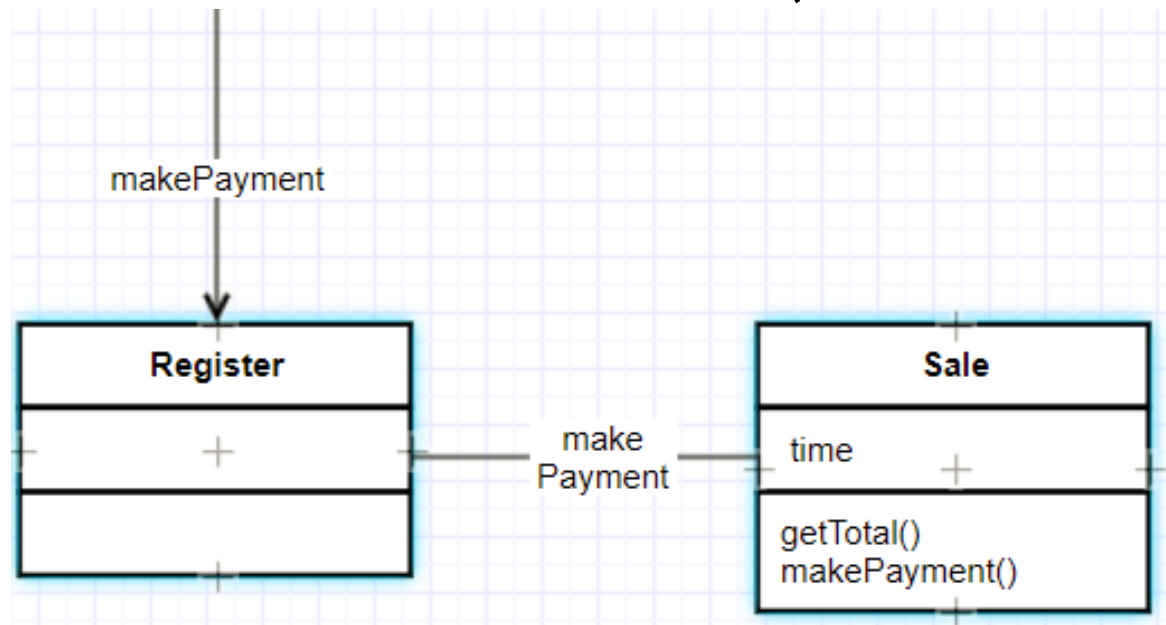 makePayment
Register
Sale
make
Payment
time
getTotal()
makePayment()